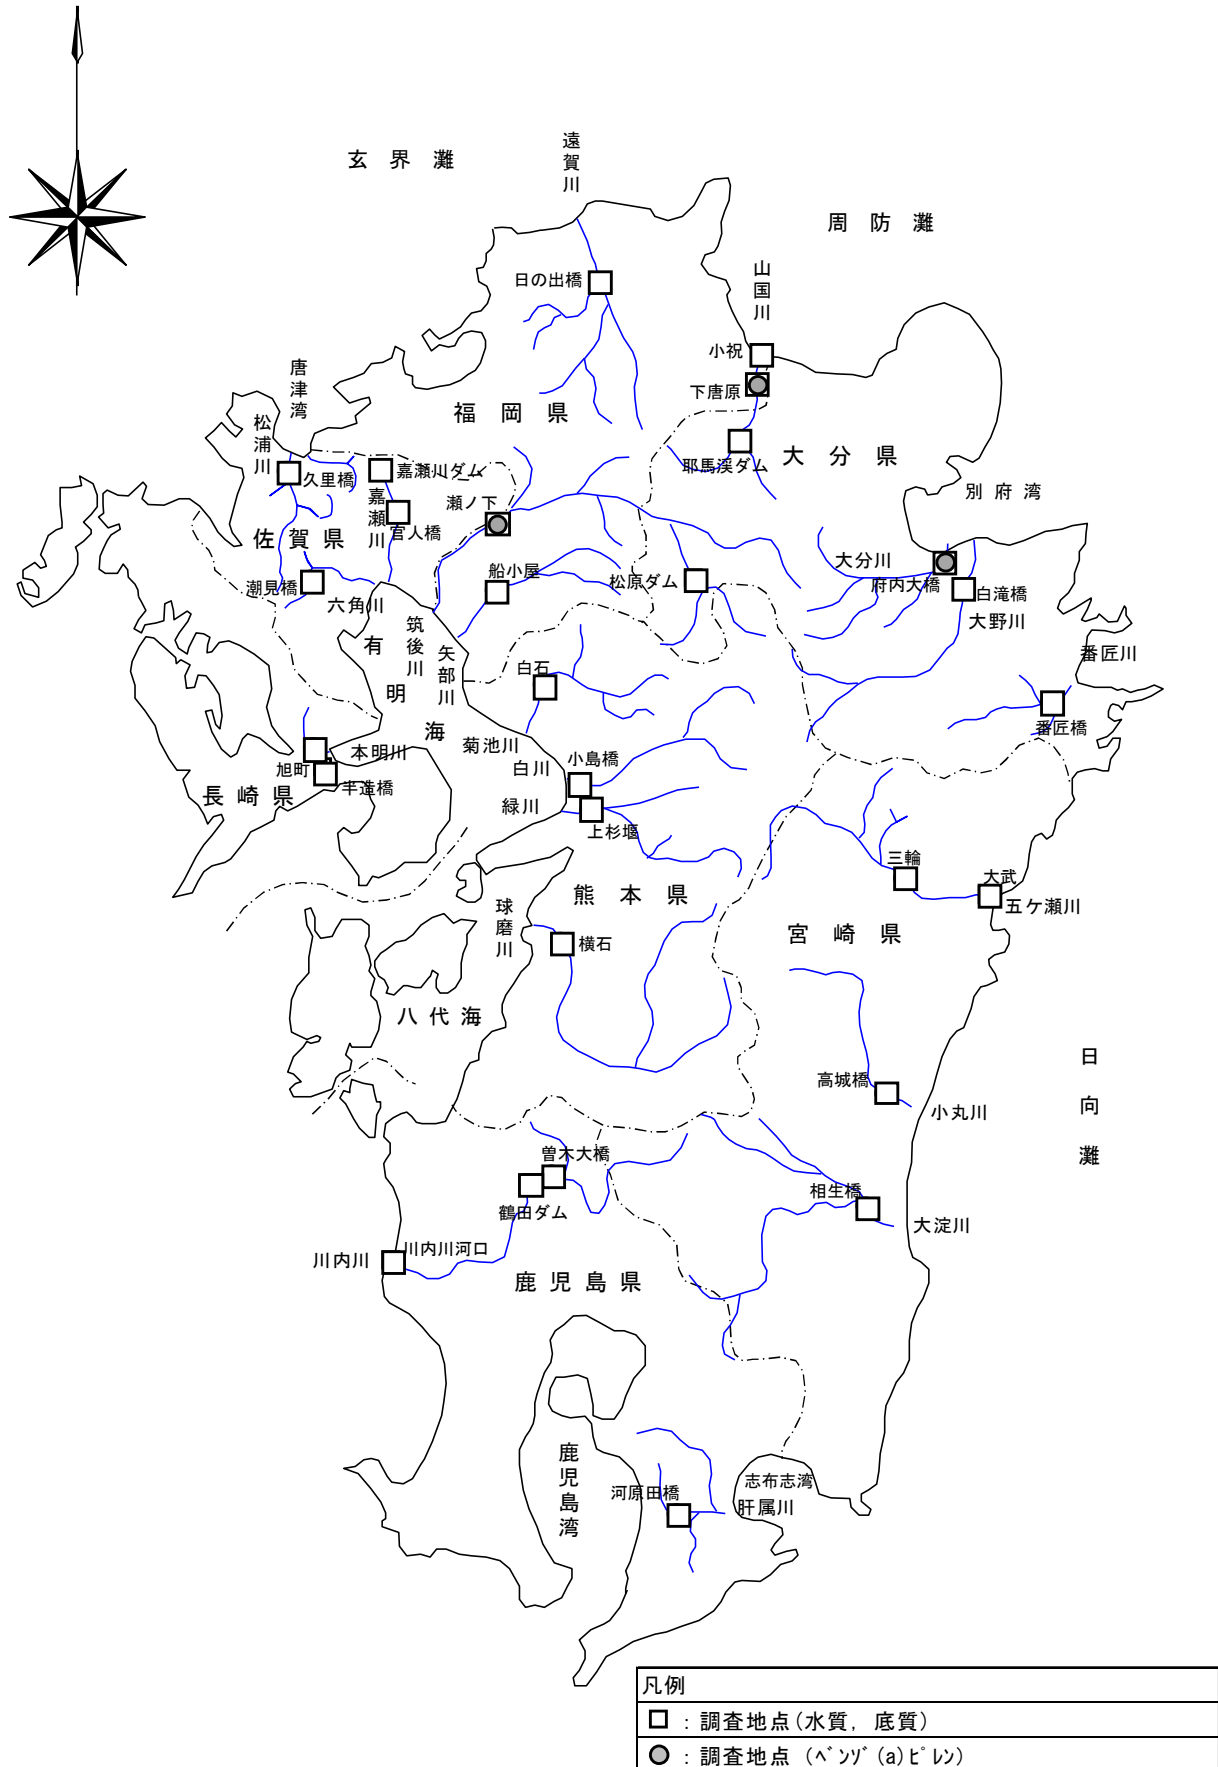 遠賀川
玄界灘
周防灘
山国川
日の出橋
小祝
唐津湾
下唐原
福岡県
松浦川
大分県
耶馬渓ダム
嘉瀬川ダム
久里橋
別府湾
瀬ノ下
嘉瀬川
官人橋
佐賀県
大分川
船小屋
松原ダム
府内大橋
潮見橋
白滝橋
六角川
大野川
筑後川
有明海
矢部川
番匠川
白石
番匠橋
菊池川
本明川
小島橋
白川
旭町
半造橋
長崎県
緑川
上杉堰
三輪
大武
熊本県
球磨川
五ケ瀬川
宮崎県
横石
八代海
日向灘
高城橋
小丸川
曽木大橋
相生橋
鶴田ダム
大淀川
川内川河口
川内川
鹿児島県
鹿児島湾
志布志湾
河原田橋
肝属川
凡例
：調査地点(水質，底質)
：調査地点 (ﾍﾞﾝｿﾞ(a)ﾋﾟﾚﾝ)